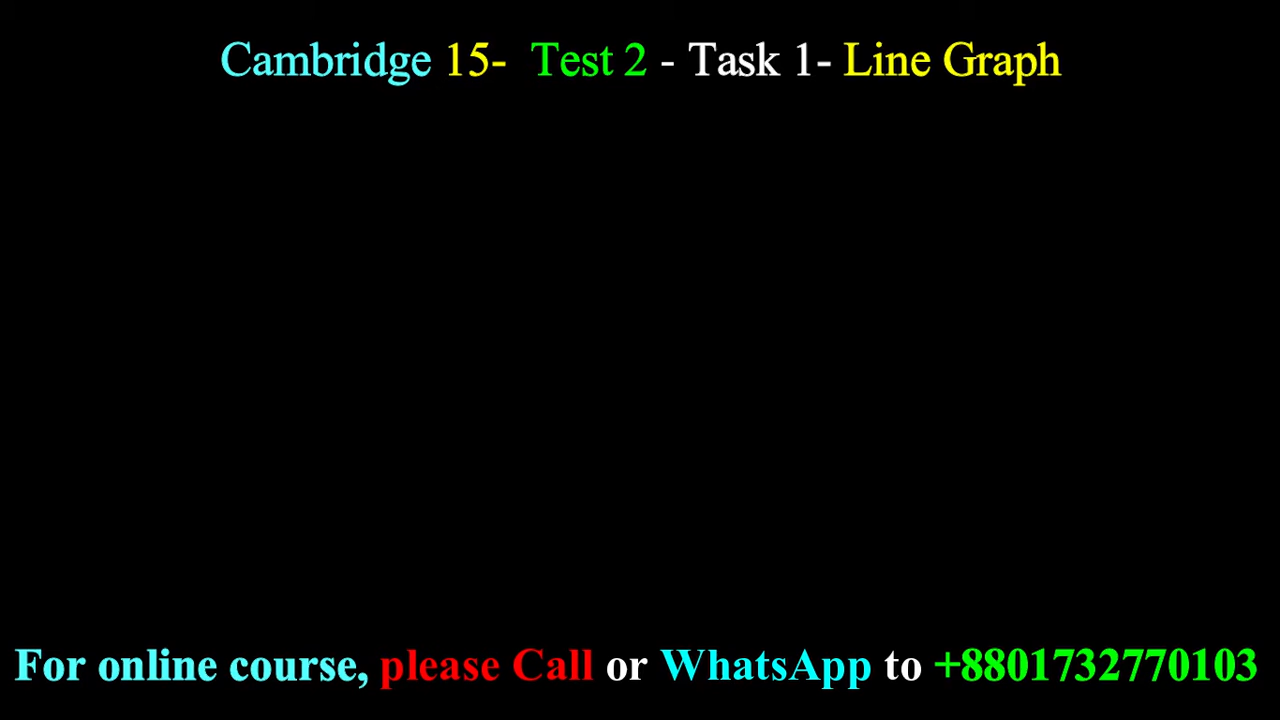 Cambridge 15- Test 2 - Task 1- Line Graph
For online course, please Call or WhatsApp to +8801732770103